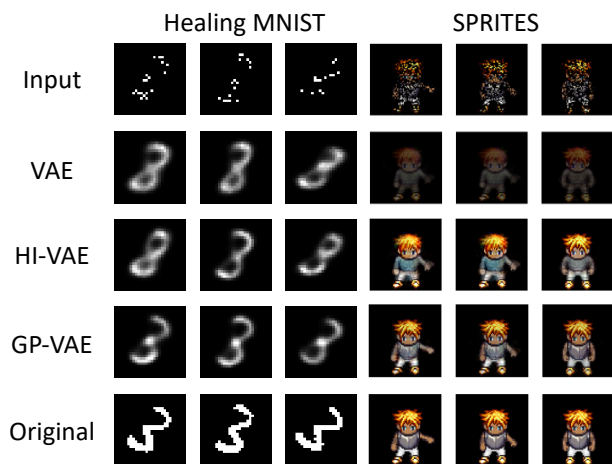 Healing MNIST SPRITES
Input
VAE
HI-VAE
GP-VAE
Original